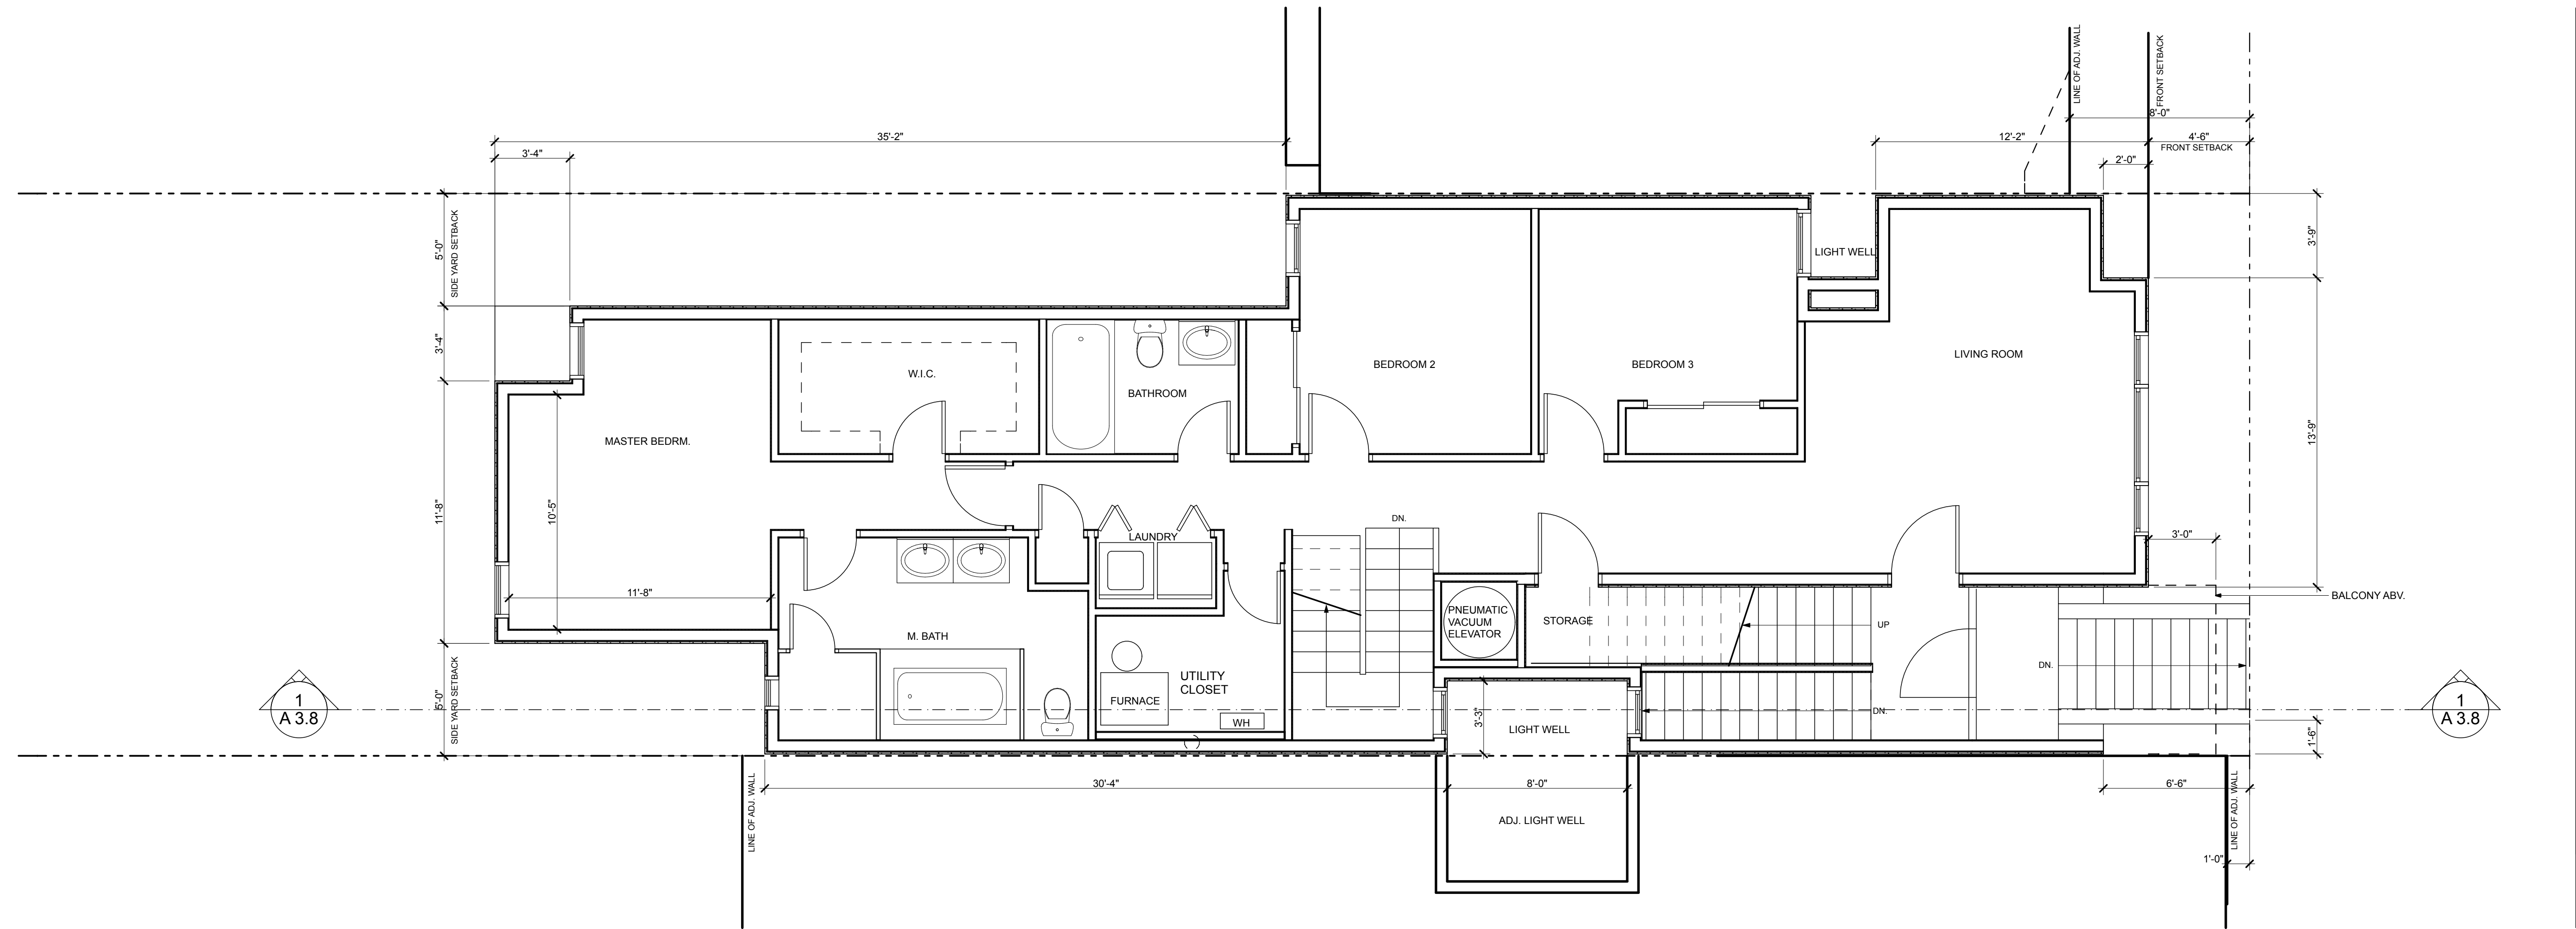 LINE OF ADJ. WALL
FRONT SETBACK
8'-0"
35'-2"
12'-2"
4'-6"
FRONT SETBACK
3'-4"
2'-0"
5'-0"
SIDE YARD SETBACK
3'-9"
LIGHT WELL
3'-4"
LIVING ROOM
BEDROOM 2
BEDROOM 3
W.I.C.
BATHROOM
MASTER BEDRM.
13'-9"
11'-8"
10'-5"
DN.
LAUNDRY
3'-0"
11'-8"
BALCONY ABV.
PNEUMATIC
VACUUM
ELEVATOR
STORAGE
UP
M. BATH
DN.
UTILITY
CLOSET
FURNACE
WH
5'-0"
SIDE YARD SETBACK
1
A 3.8
3'-3"
DN.
LIGHT WELL
1'-6"
1
A 3.8
30'-4"
8'-0"
6'-6"
LINE OF ADJ. WALL
ADJ. LIGHT WELL
LINE OF ADJ. WALL
1'-0"